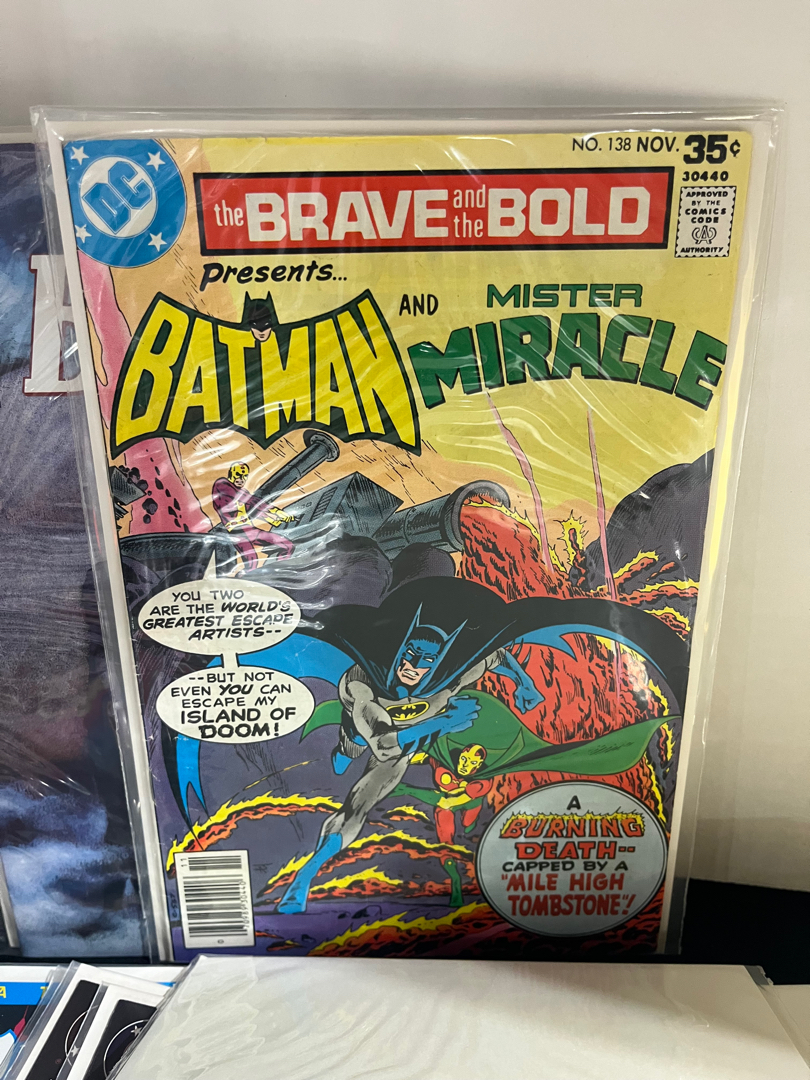 DC
NO. 138 NOV. 35¢
30440
APPROVED
BY THE
COMICS
CODE
AUTHORITY
the BRAVE and the BOLD
Presents...
BATMAN AND MISTER MIRACLE
YOU TWO
ARE THE WORLD'S
GREATEST ESCAPE
ARTISTS--
--BUT NOT
EVEN YOU CAN
ESCAPE MY
ISLAND OF
DOOM!
A
BURNING
DEATH--
CAPPED BY A
"MILE HIGH
TOMBSTONE"!
11